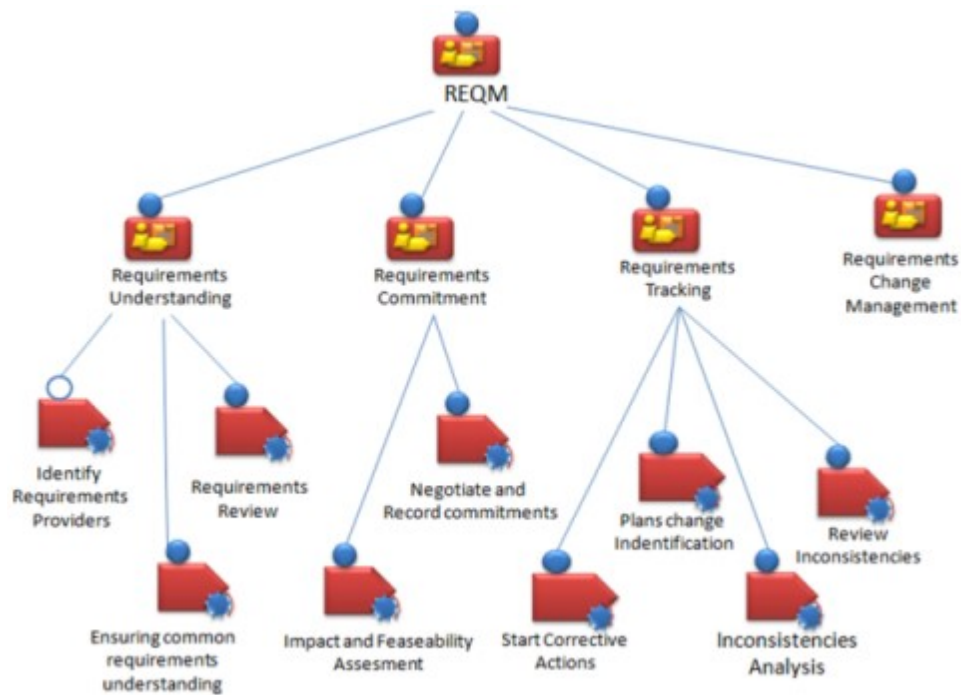 REQM
Requirements
Understanding
Requirements
Commitment
Requirements
Tracking
Requirements
Change
Management
Identify
Requirements
Providers
Requirements
Review
Negotiate and
Record commitments
Plans change
Indentification
Review
Inconsistencies
Ensuring common
requirements
understanding
Impact and Feaseability
Assesment
Start Corrective
Actions
Inconsistencies
Analysis